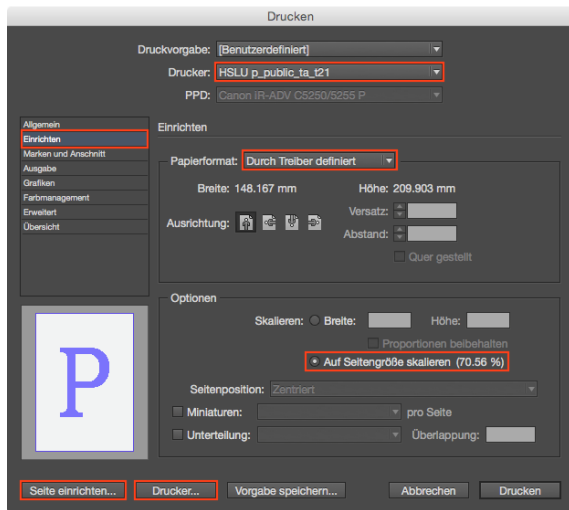 Drucken
Druckvorgabe: [Benutzerdefiniert]
Drucker: HSLU p_public_ta_t21
PPD: Canon iR-ADV C5250/5255 P
Allgemein
Einrichten
Marken und Anschnitt
Ausgabe
Grafiken
Farbmanagement
Erweitert
Übersicht
Einrichten
Papierformat: Durch Treiber definiert
Breite: 148.167 mm Höhe: 209.903 mm
Ausrichtung: Versatz:
Abstand:
Quer gestellt
Optionen
Skalieren: Breite: Höhe:
Proportionen beibehalten
Auf Seitengröße skalieren (70.56 %)
Seitenposition: Zentriert
Miniaturen: pro Seite
Unterteilung: Überlappung:
P
Seite einrichten... Drucker... Vorgabe speichern... Abbrechen Drucken